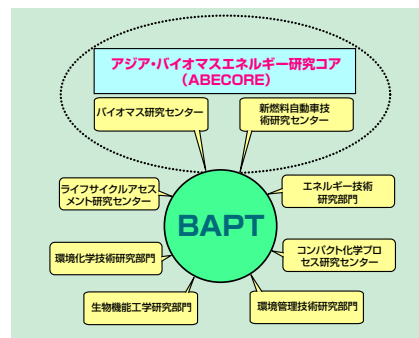 アジア・バイオマスエネルギー研究コア
（ABECORE）
バイオマス研究センター
新燃料自動車技
術研究センター
ライフサイクルアセス
メント研究センター
エネルギー技術
研究部門
BAPT
環境化学技術研究部門
コンパクト化学プロ
セス研究センター
生物機能工学研究部門
環境管理技術研究部門